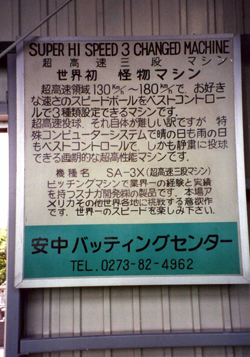 SUPER HI SPEED 3 CHANGED MACHINE
超高速三段 マシン
世界初 怪物マシン
超高速領域130㎞/h～180㎞/hで、お好き
な速さのスピードボールをベストコントロー
ルで3種類設定できるマシンです。
超高速投球、それ自体が難しい訳ですが 特
殊コンピューターシステムで晴の日も雨の日
もベストコントロールで、しかも静粛に投球
できる画期的な超高性能マシンです。
機種名 SA-3X(超高速三段マシン)
ピッチングマシンで業界一の経験と実績
を持つスナガ開発㈱の製品です。本場ア
メリカその他世界各地に挑戦する意欲作
です。世界一のスピードを楽しみ下さい。
安中バッティングセンター
TEL.0273-82-4962